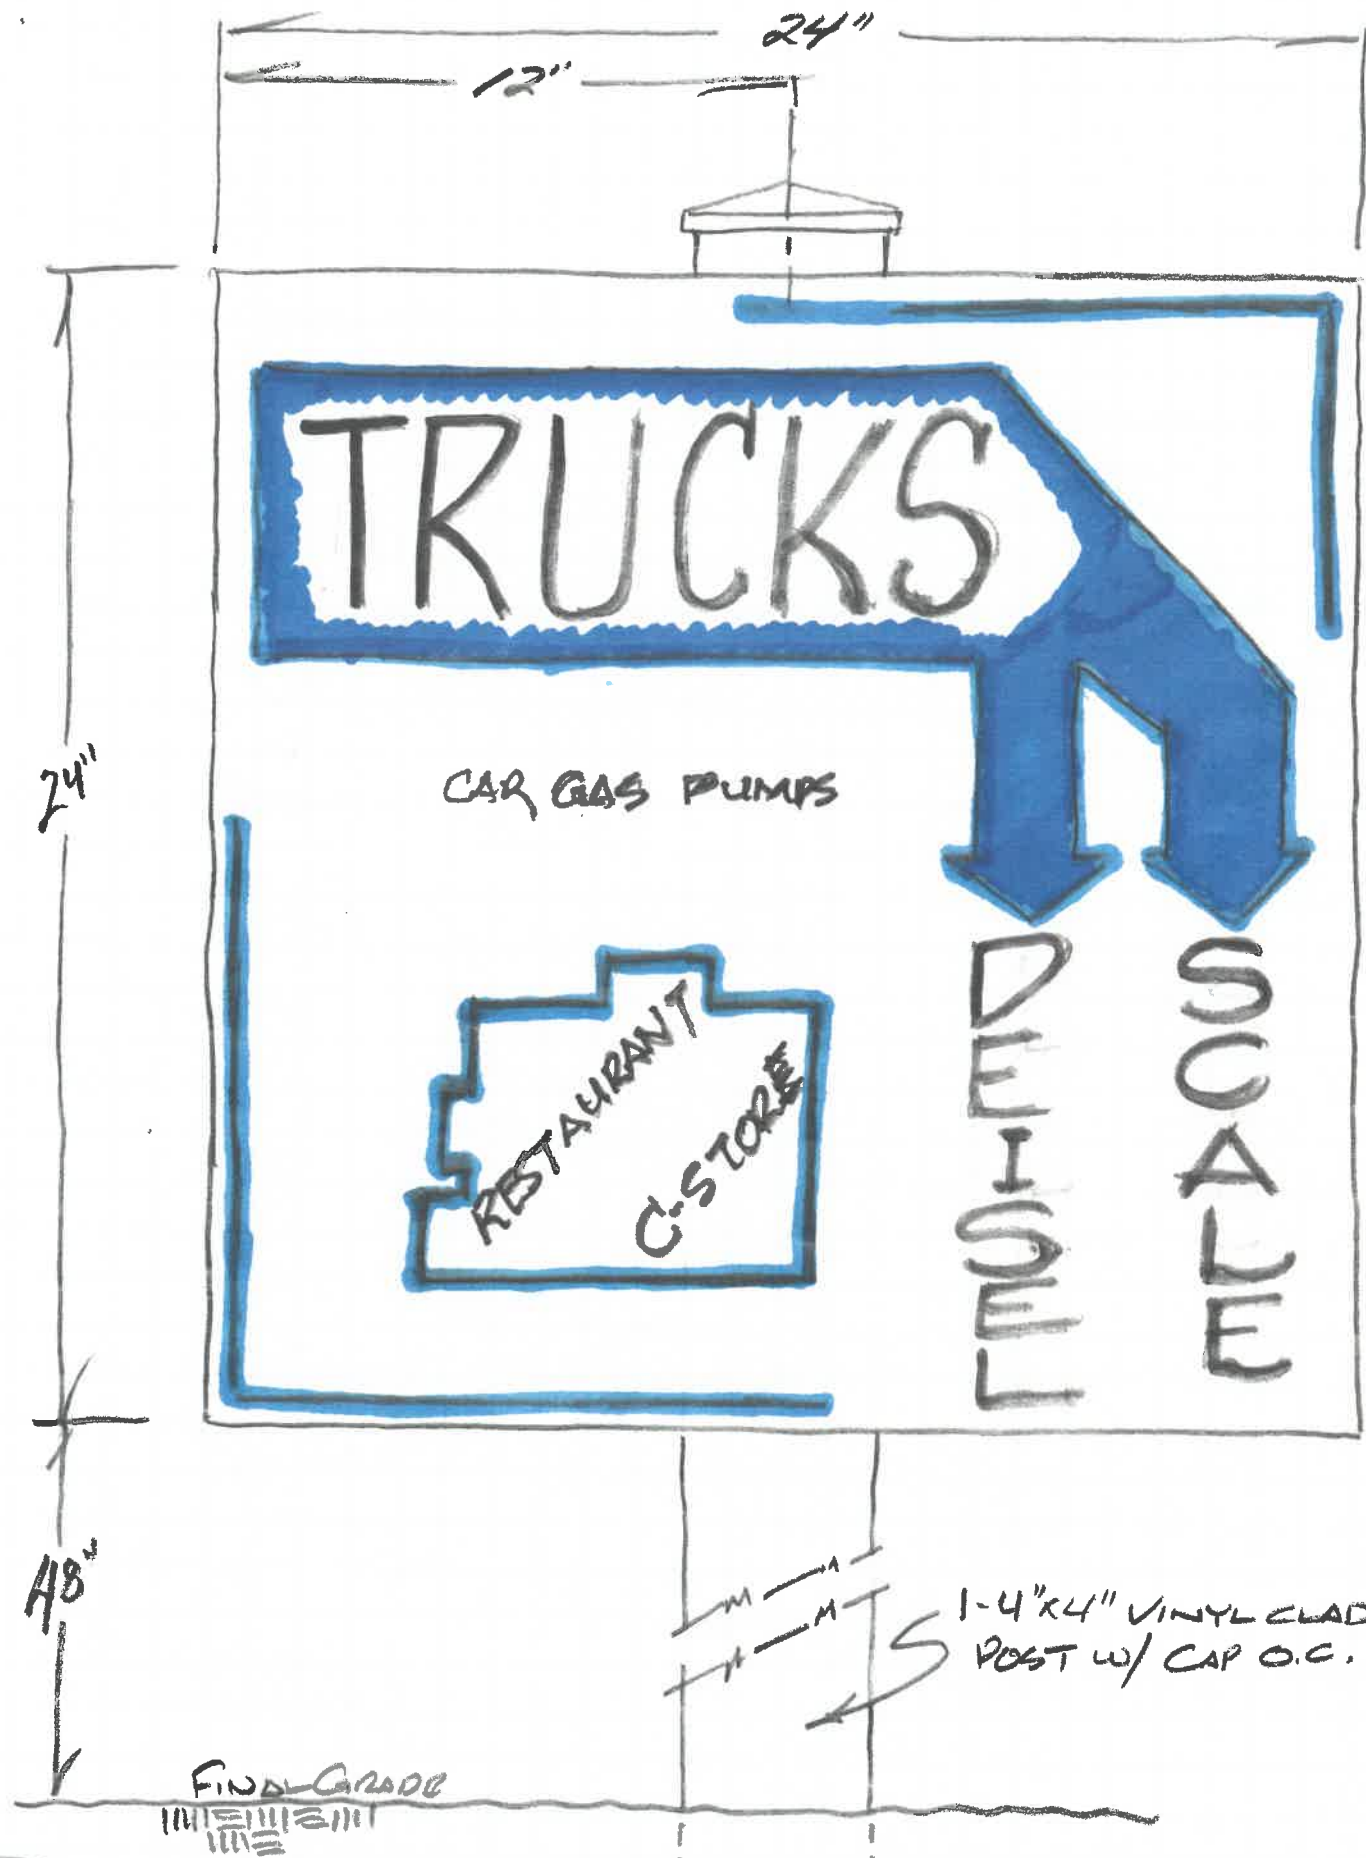 24"
12"
TRUCKS
24"
CAR GAS PUMPS
DEISEL
SCALE
RESTAURANT
C-STORE
48"
1-4"x4" VINYL CLAD
POST W/ CAP O.C.
FINAL GRADE